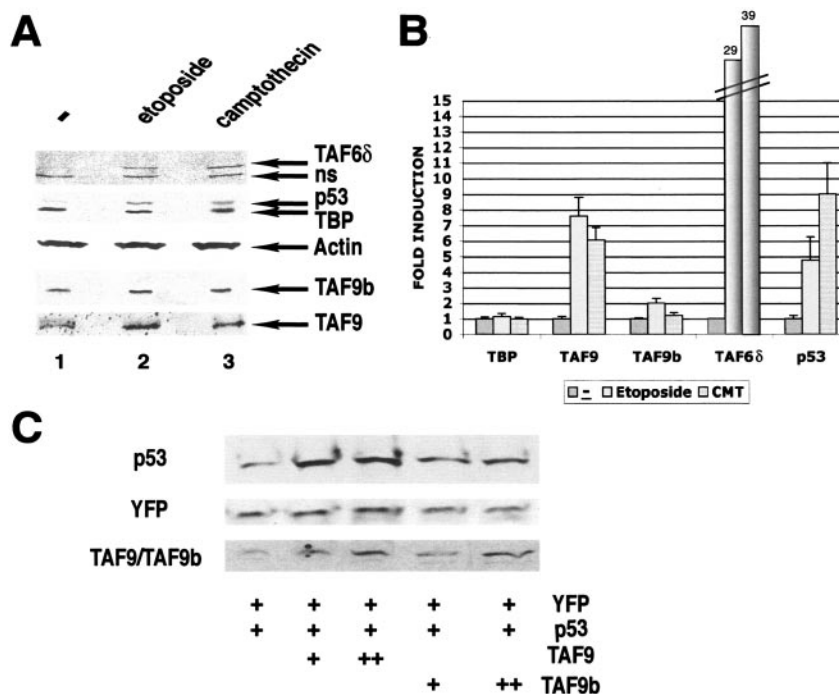 A
-
etoposide
camptothecin
TAF6δ
ns
p53
TBP
Actin
TAF9b
TAF9
1 2 3
B
29
39
15
14
13
12
11
10
9
8
7
6
5
4
3
2
1
0
FOLD INDUCTION
TBP TAF9 TAF9b TAF6δ p53
- Etoposide CMT
C
p53
YFP
TAF9/TAF9b
+ + + + + YFP
+ + + + + p53
+ ++ TAF9
+ ++ TAF9b